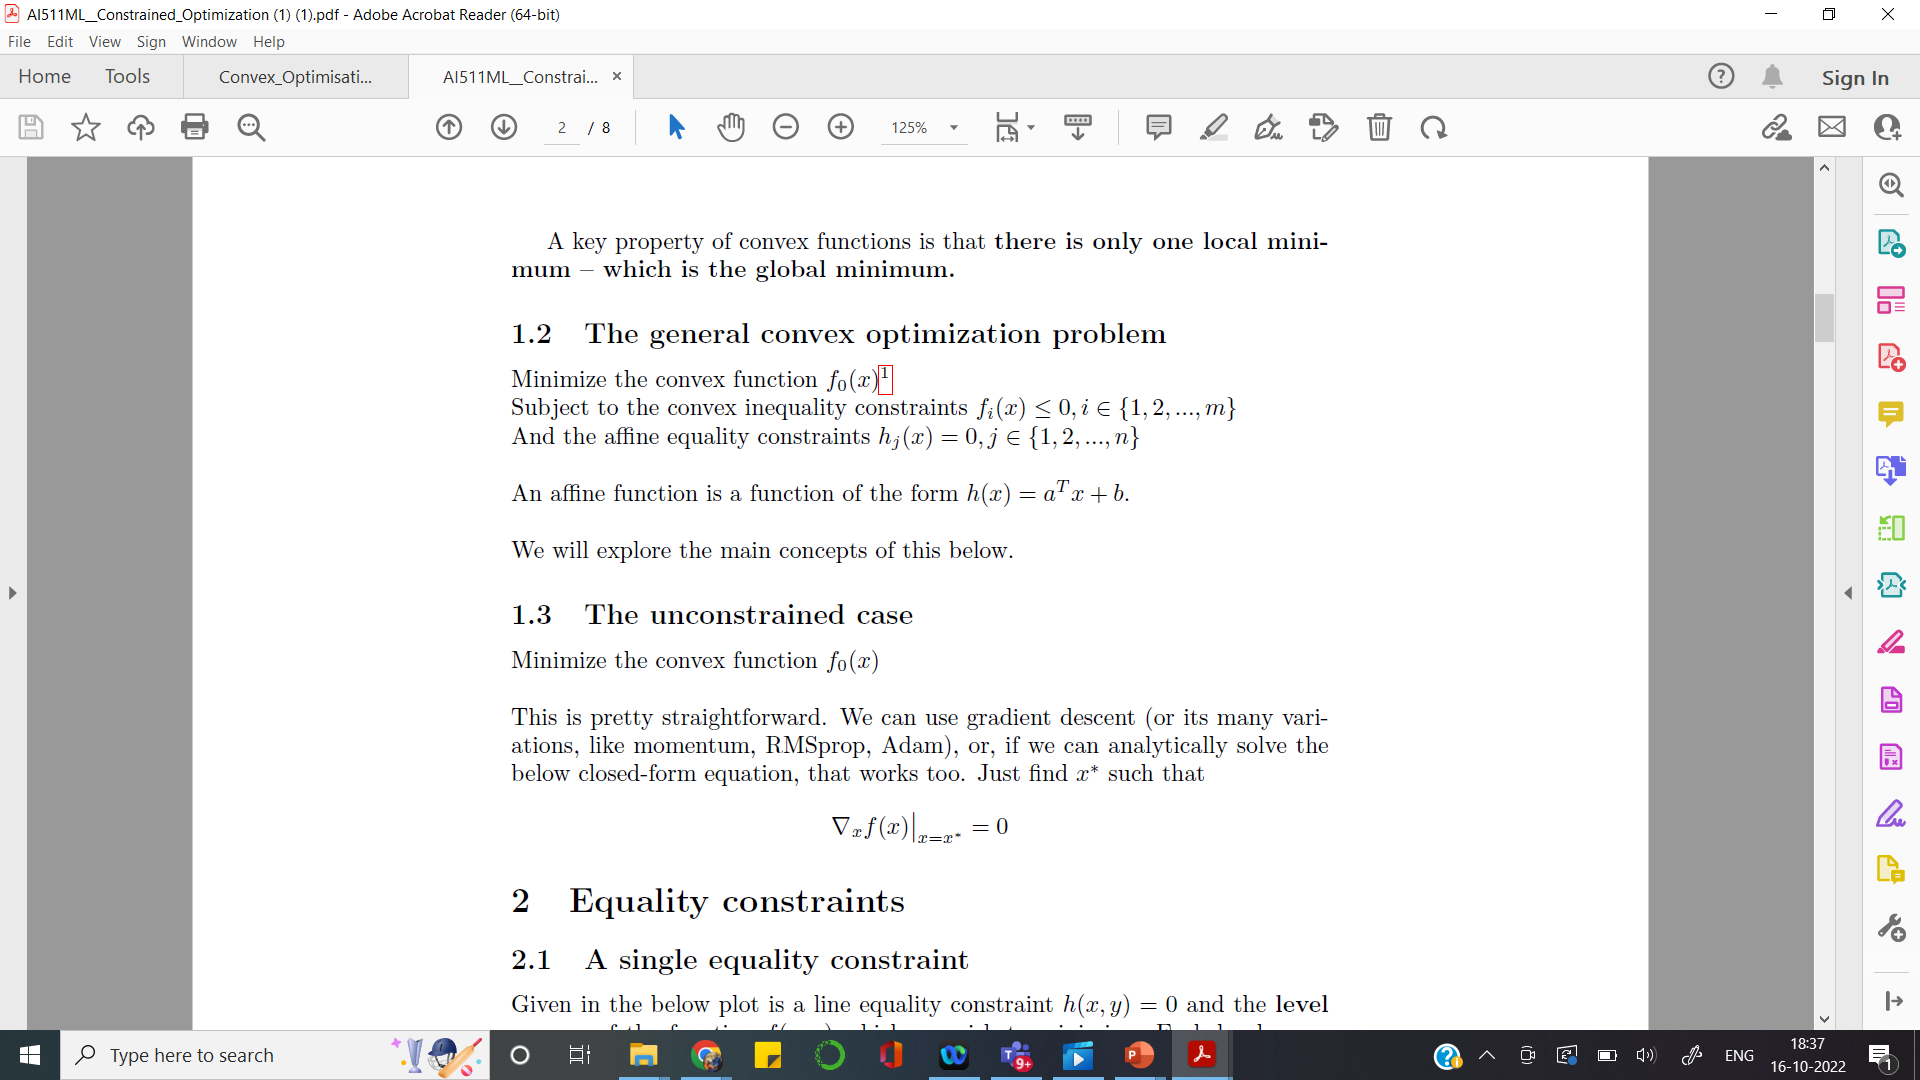 AI511ML__Constrained_Optimization (1) (1).pdf - Adobe Acrobat Reader (64-bit)
File Edit View Sign Window Help
Home Tools Convex_Optimisati... AI511ML__Constrai... × Sign In
2 / 8 125%
A key property of convex functions is that there is only one local mini-
mum – which is the global minimum.
1.2 The general convex optimization problem
Minimize the convex function f₀(x)¹
Subject to the convex inequality constraints fᵢ(x) ≤ 0, i ∈ {1, 2, ..., m}
And the affine equality constraints hⱼ(x) = 0, j ∈ {1, 2, ..., n}
An affine function is a function of the form h(x) = aᵀx + b.
We will explore the main concepts of this below.
1.3 The unconstrained case
Minimize the convex function f₀(x)
This is pretty straightforward. We can use gradient descent (or its many vari-
ations, like momentum, RMSprop, Adam), or, if we can analytically solve the
below closed-form equation, that works too. Just find x* such that
∇ₓf(x)|ₓ₌ₓ* = 0
2 Equality constraints
2.1 A single equality constraint
Given in the below plot is a line equality constraint h(x, y) = 0 and the level
Type here to search 9+ ENG 18:37
16-10-2022 1